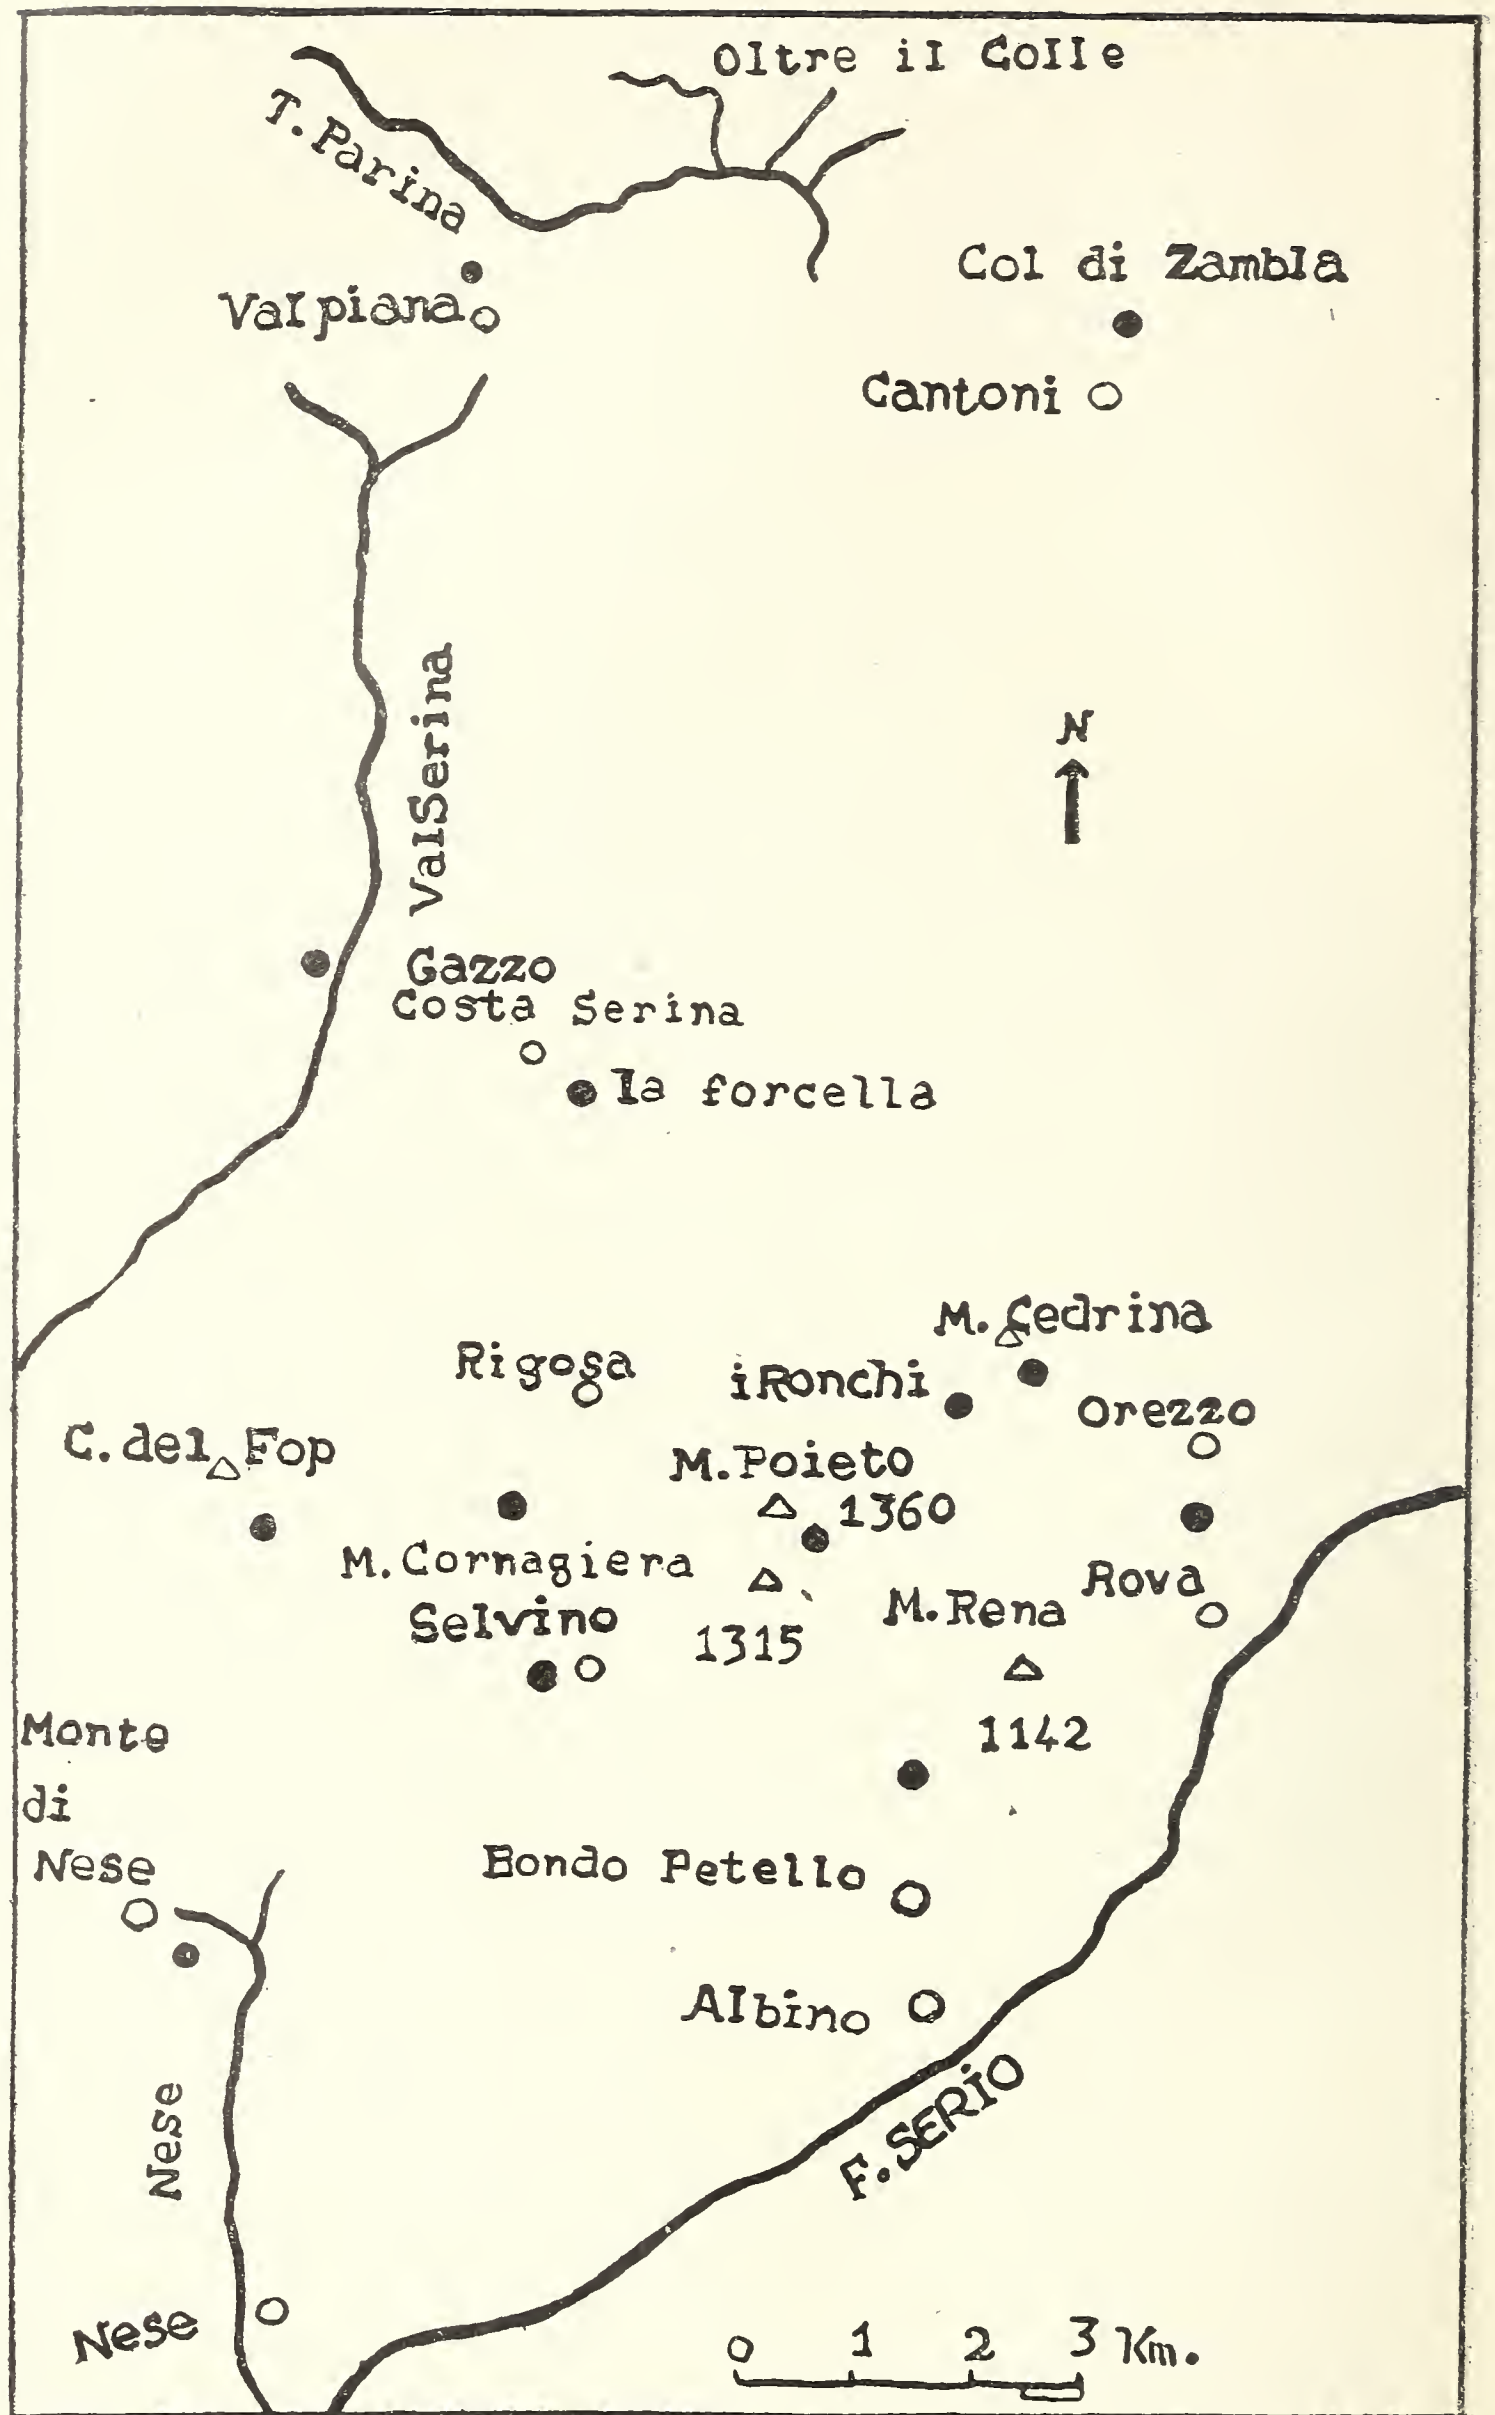 Oltre il Colle
T. Parina
Col di Zambla
Valpiana
Cantoni
ValSerina
N
Gazzo
Costa Serina
la forcella
M. Cedrina
Rigosa
i Ronchi
Orezzo
C. del Fop
M. Poieto
1360
M. Cornagiera
Rova
M. Rena
Selvino
1315
1142
Monte
di
Nese
Bondo Petello
Albino
F. SERIO
Nese
Nese
0 1 2 3 Km.